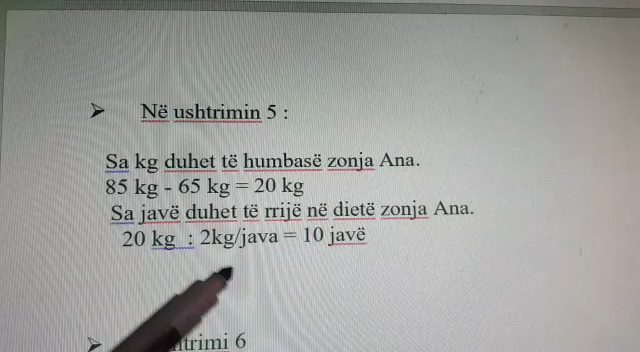 Në ushtrimin 5 :
Sa kg duhet të humbasë zonja Ana.
85 kg - 65 kg = 20 kg
Sa javë duhet të rrijë në dietë zonja Ana.
20 kg : 2kg/java = 10 javë
6